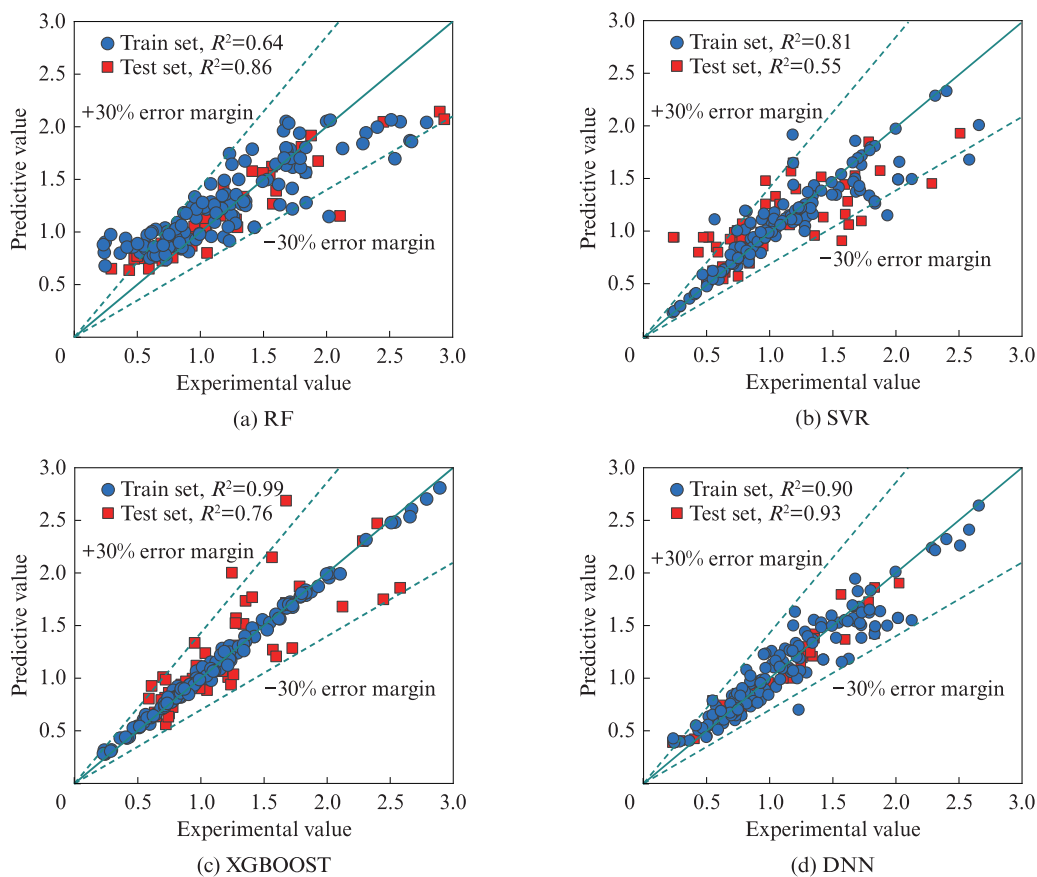 3.0
2.5
2.0
1.5
1.0
0.5
0
0.5
1.0
1.5
2.0
2.5
3.0
Predictive value
Experimental value
Train set, R²=0.64
Test set, R²=0.86
+30% error margin
−30% error margin
(a) RF
3.0
2.5
2.0
1.5
1.0
0.5
0
0.5
1.0
1.5
2.0
2.5
3.0
Predictive value
Experimental value
Train set, R²=0.81
Test set, R²=0.55
+30% error margin
−30% error margin
(b) SVR
3.0
2.5
2.0
1.5
1.0
0.5
0
0.5
1.0
1.5
2.0
2.5
3.0
Predictive value
Experimental value
Train set, R²=0.99
Test set, R²=0.76
+30% error margin
−30% error margin
(c) XGBOOST
3.0
2.5
2.0
1.5
1.0
0.5
0
0.5
1.0
1.5
2.0
2.5
3.0
Predictive value
Experimental value
Train set, R²=0.90
Test set, R²=0.93
+30% error margin
−30% error margin
(d) DNN